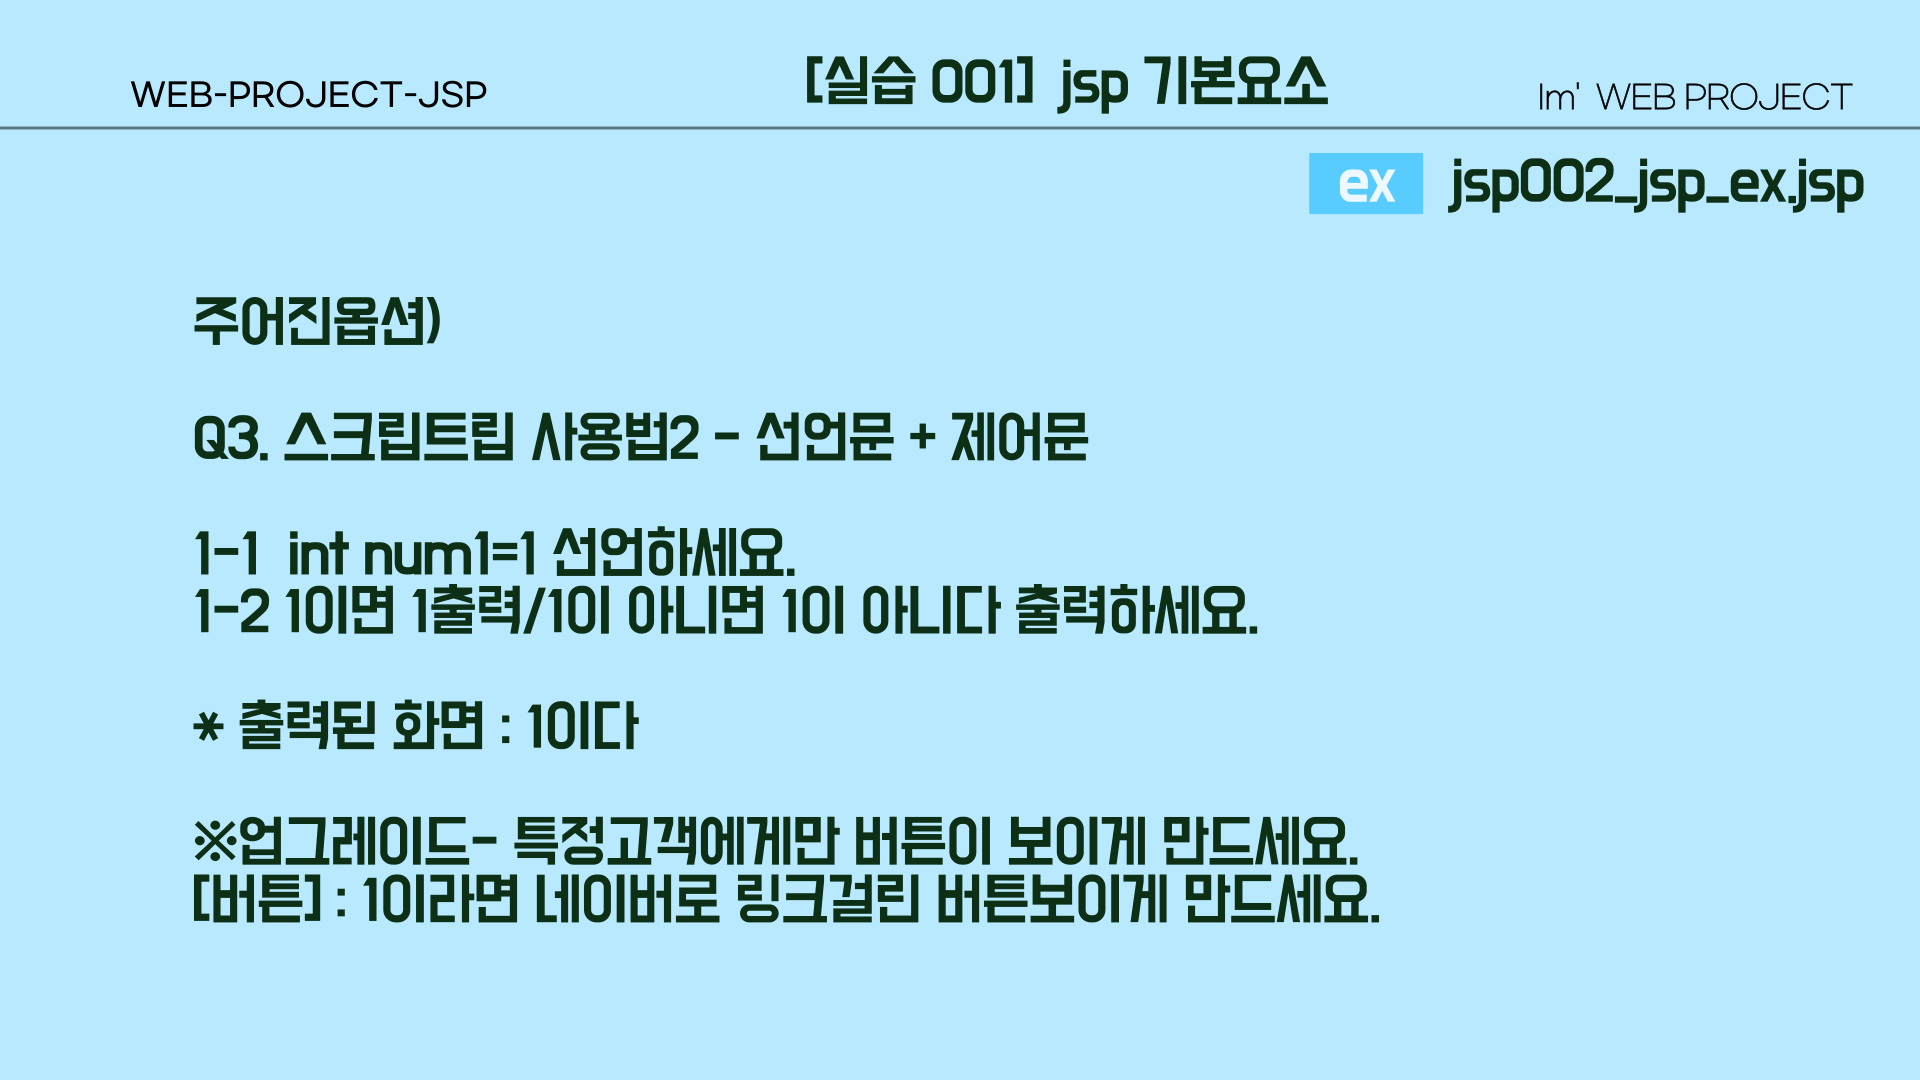 WEB-PROJECT-JSP
[실습 001] jsp 기본요소
Im' WEB PROJECT
ex jsp002_jsp_ex.jsp
주어진옵션)
Q3. 스크립트립 사용법2 - 선언문 + 제어문
1-1 int num1=1 선언하세요.
1-2 1이면 1출력/1이 아니면 1이 아니다 출력하세요.
* 출력된 화면 : 1이다
※업그레이드- 특정고객에게만 버튼이 보이게 만드세요.
[버튼] : 1이라면 네이버로 링크걸린 버튼보이게 만드세요.